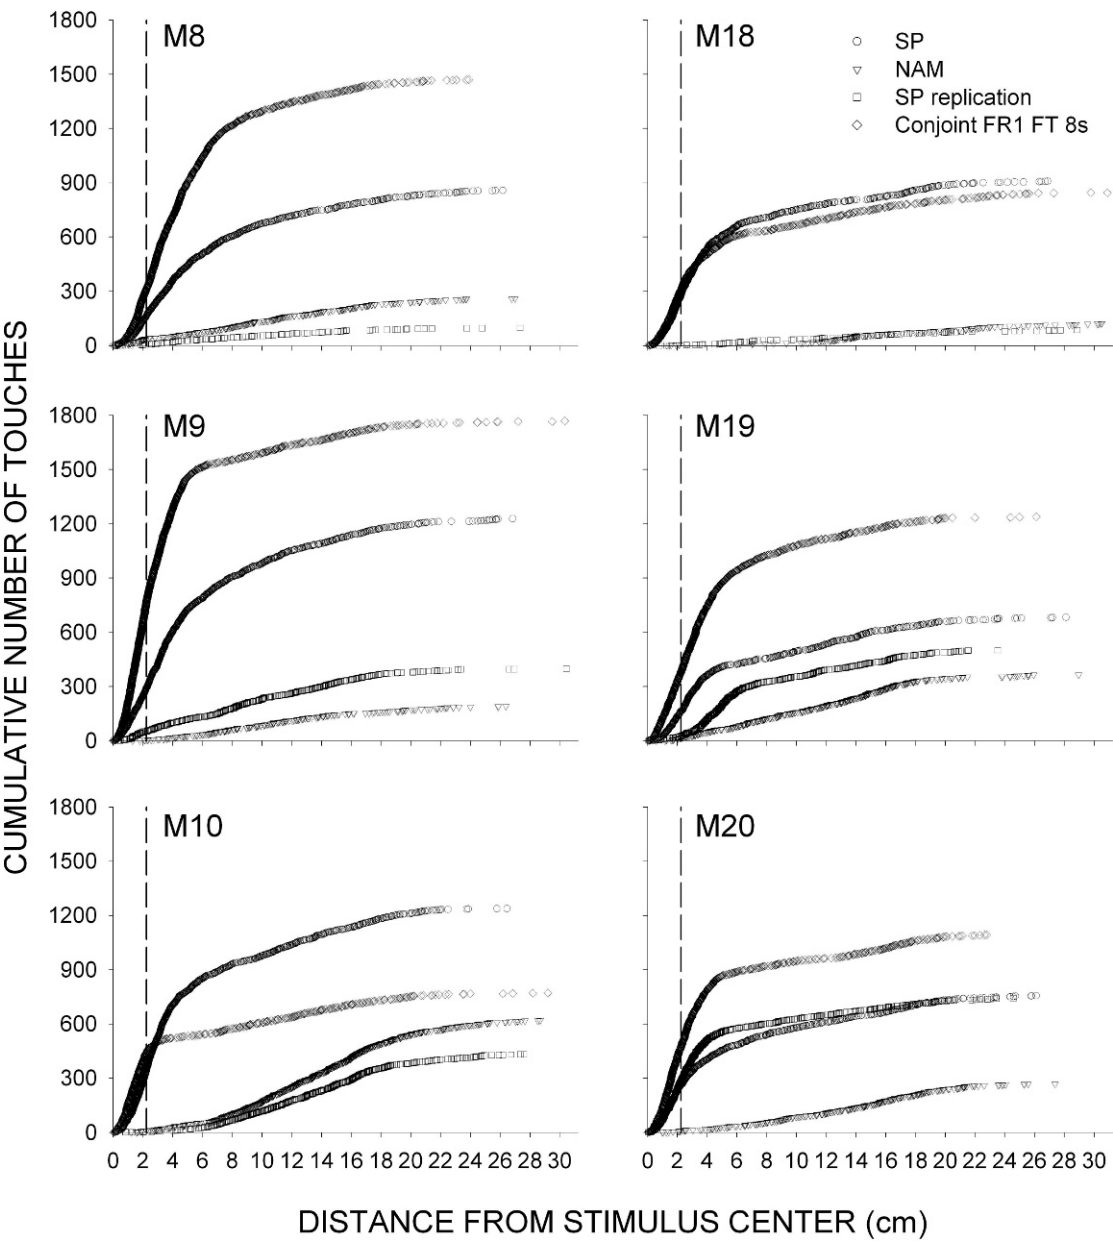 CUMULATIVE NUMBER OF TOUCHES
M8
1800
1500
1200
900
600
300
0
M18
SP
NAM
SP replication
Conjoint FR1 FT 8s
M9
1800
1500
1200
900
600
300
0
M19
M10
1800
1500
1200
900
600
300
0
0 2 4 6 8 10 12 14 16 18 20 22 24 26 28 30
M20
0 2 4 6 8 10 12 14 16 18 20 22 24 26 28 30
DISTANCE FROM STIMULUS CENTER (cm)